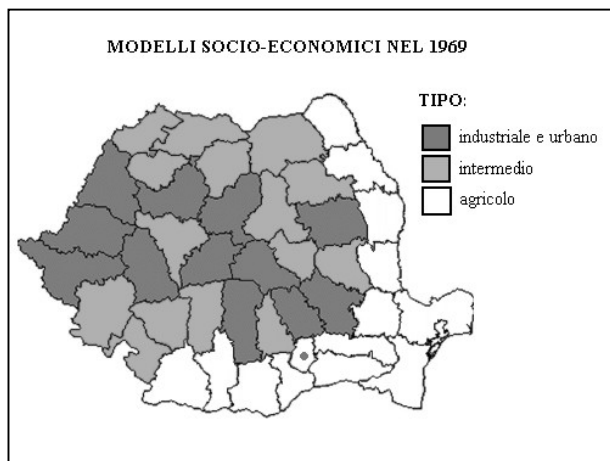 MODELLI SOCIO-ECONOMICI NEL 1969
TIPO:
industriale e urbano
intermedio
agricolo